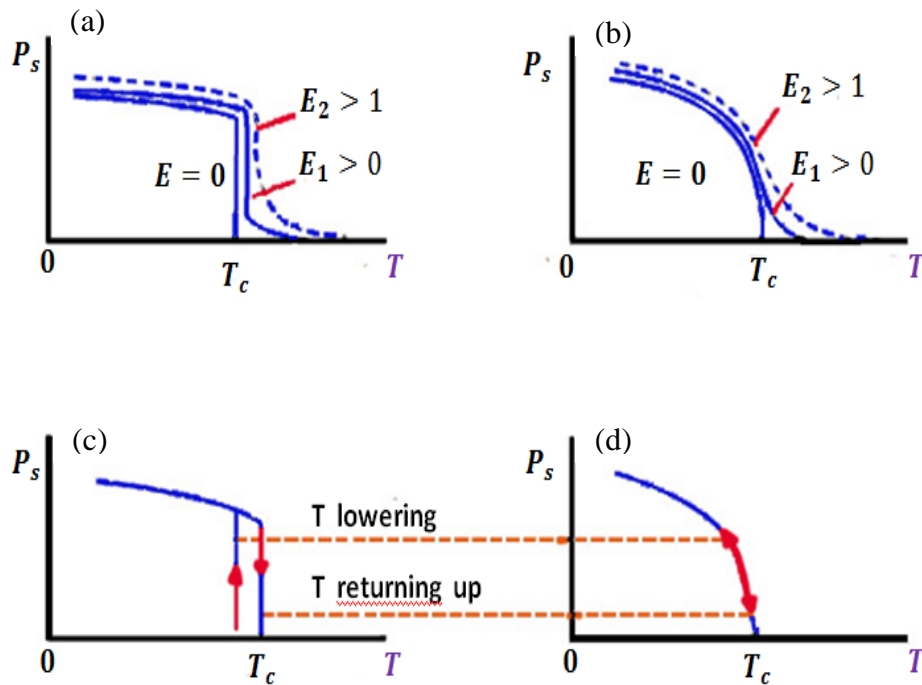 (a)
P_s
E_2 > 1
E = 0
E_1 > 0
0
T_c
T
(b)
P_s
E_2 > 1
E_1 > 0
E = 0
0
T_c
T
(c)
P_s
T lowering
T returning up
0
T_c
T
(d)
P_s
0
T_c
T